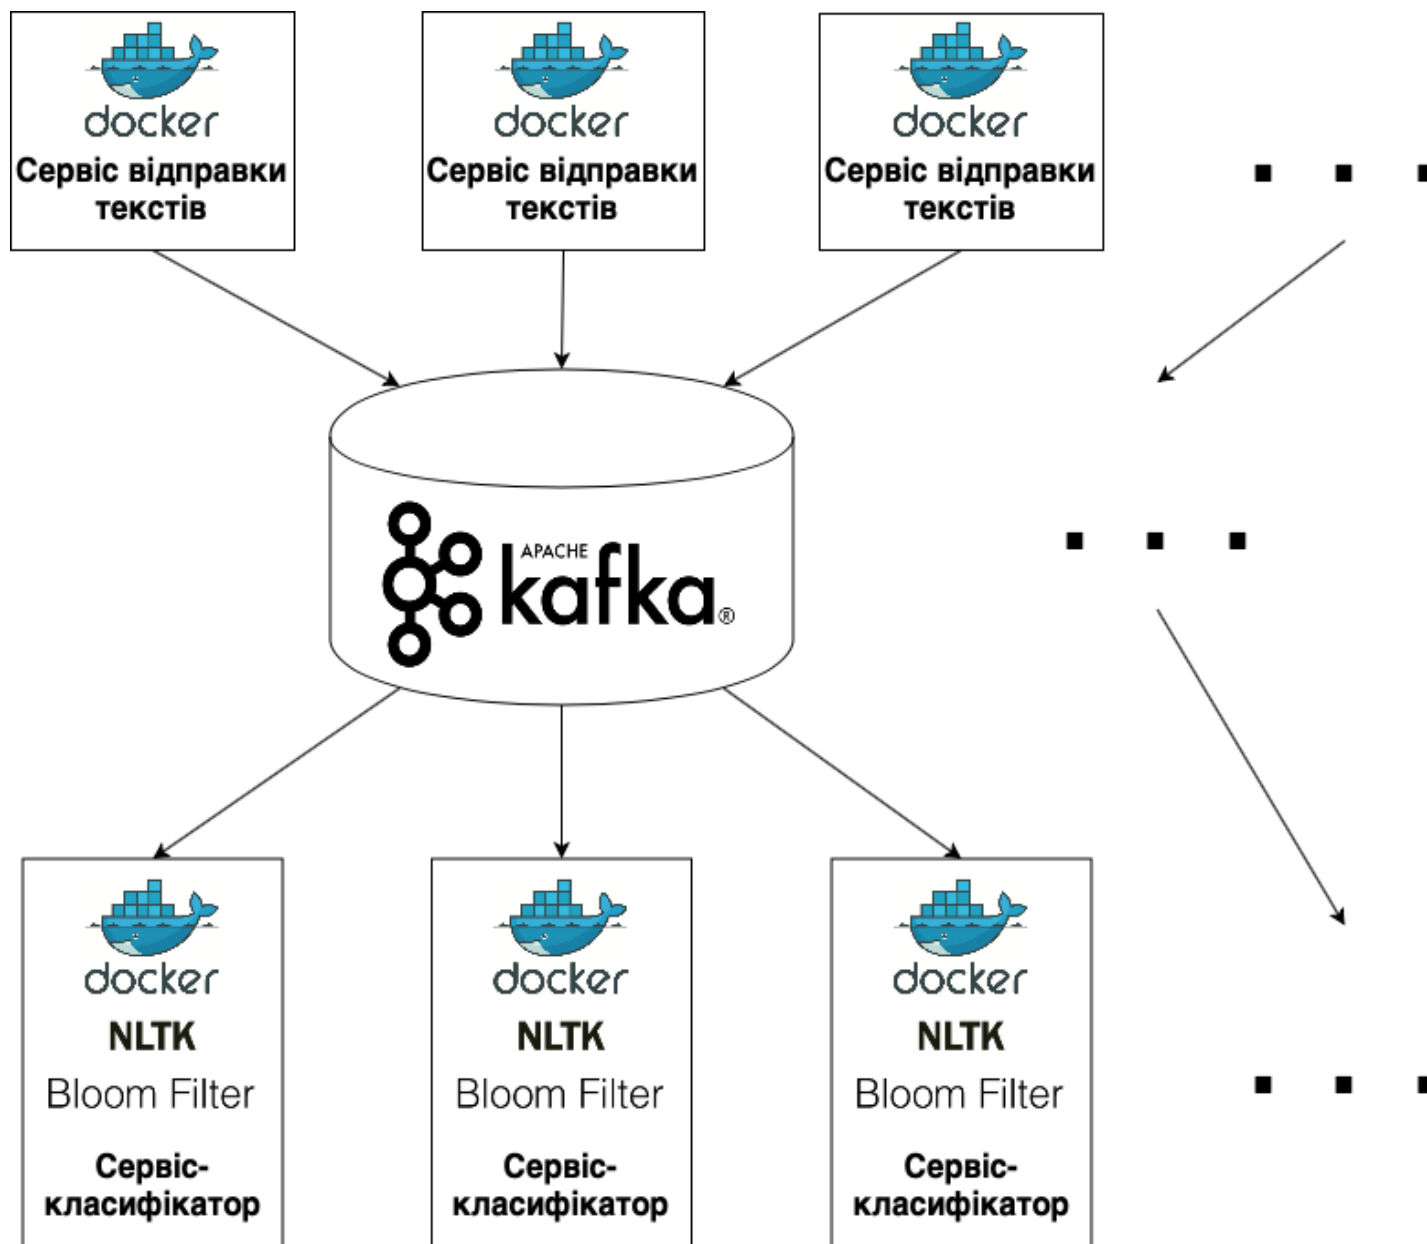 docker
Сервіс відправки
текстів
docker
Сервіс відправки
текстів
docker
Сервіс відправки
текстів
APACHE
kafka®
docker
NLTK
Bloom Filter
Сервіс-
класифікатор
docker
NLTK
Bloom Filter
Сервіс-
класифікатор
docker
NLTK
Bloom Filter
Сервіс-
класифікатор